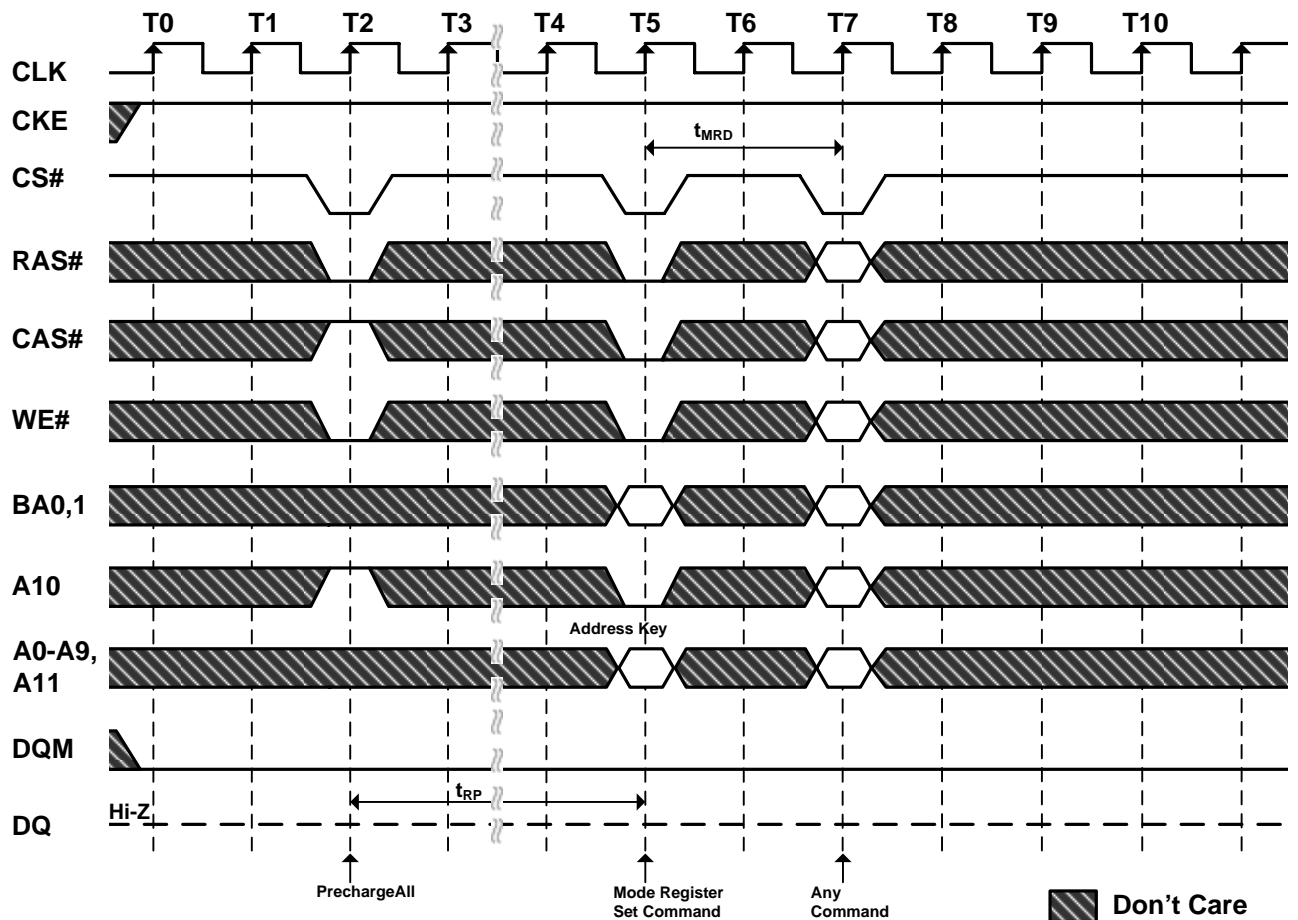 T0 T1 T2 T3 T4 T5 T6 T7 T8 T9 T10
CLK
CKE
tMRD
CS#
RAS#
CAS#
WE#
BA0,1
A10
Address Key
A0-A9,
A11
DQM
tRP
Hi-Z
DQ
PrechargeAll
Mode Register
Set Command
Any
Command
Don't Care